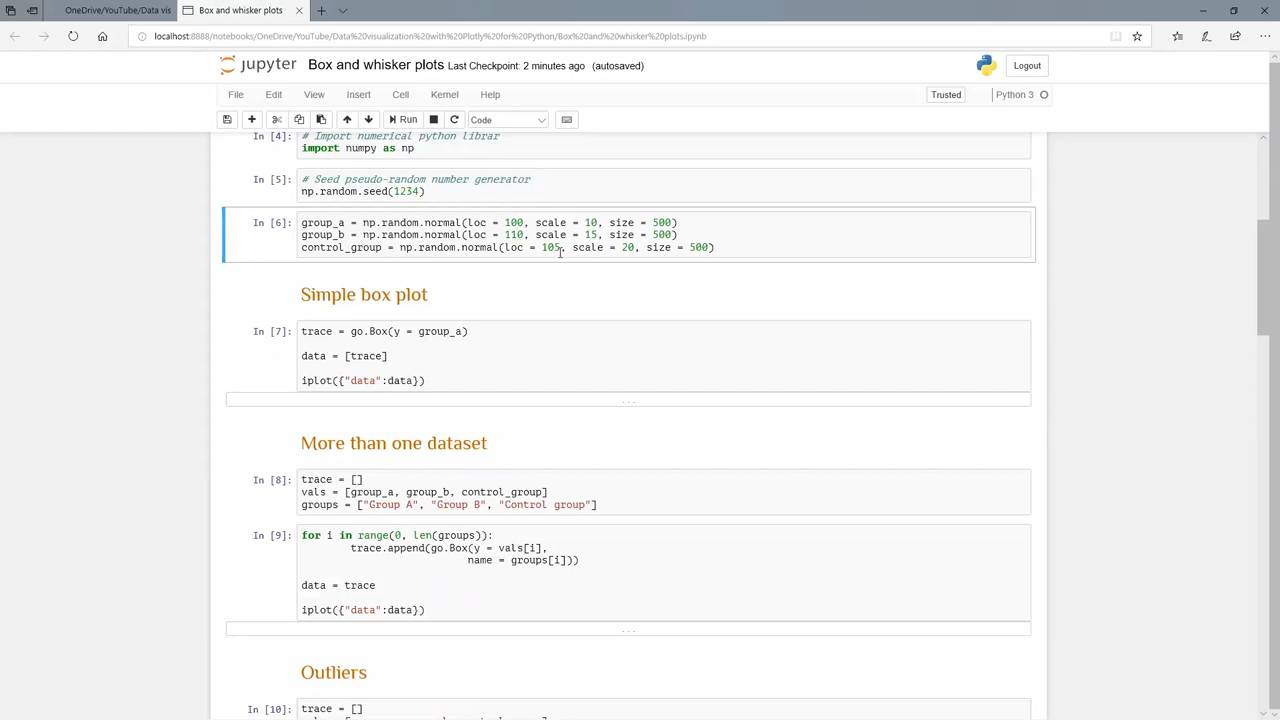 OneDrive/YouTube/Data vis
Box and whisker plots
localhost:8888/notebooks/OneDrive/YouTube/Data%20visualization%20with%20Plotly%20for%20Python/Box%20and%20whisker%20plots.ipynb
jupyter Box and whisker plots Last Checkpoint: 2 minutes ago (autosaved)
Logout
File Edit View Insert Cell Kernel Help
Trusted
Python 3
Run
Code
In [4]: # Import numerical python librar
import numpy as np
In [5]: # Seed pseudo-random number generator
np.random.seed(1234)
In [6]: group_a = np.random.normal(loc = 100, scale = 10, size = 500)
group_b = np.random.normal(loc = 110, scale = 15, size = 500)
control_group = np.random.normal(loc = 105, scale = 20, size = 500)
Simple box plot
In [7]: trace = go.Box(y = group_a)
data = [trace]
iplot({"data":data})
...
More than one dataset
In [8]: trace = []
vals = [group_a, group_b, control_group]
groups = ["Group A", "Group B", "Control group"]
In [9]: for i in range(0, len(groups)):
trace.append(go.Box(y = vals[i],
name = groups[i]))
data = trace
iplot({"data":data})
...
Outliers
In [10]: trace = []